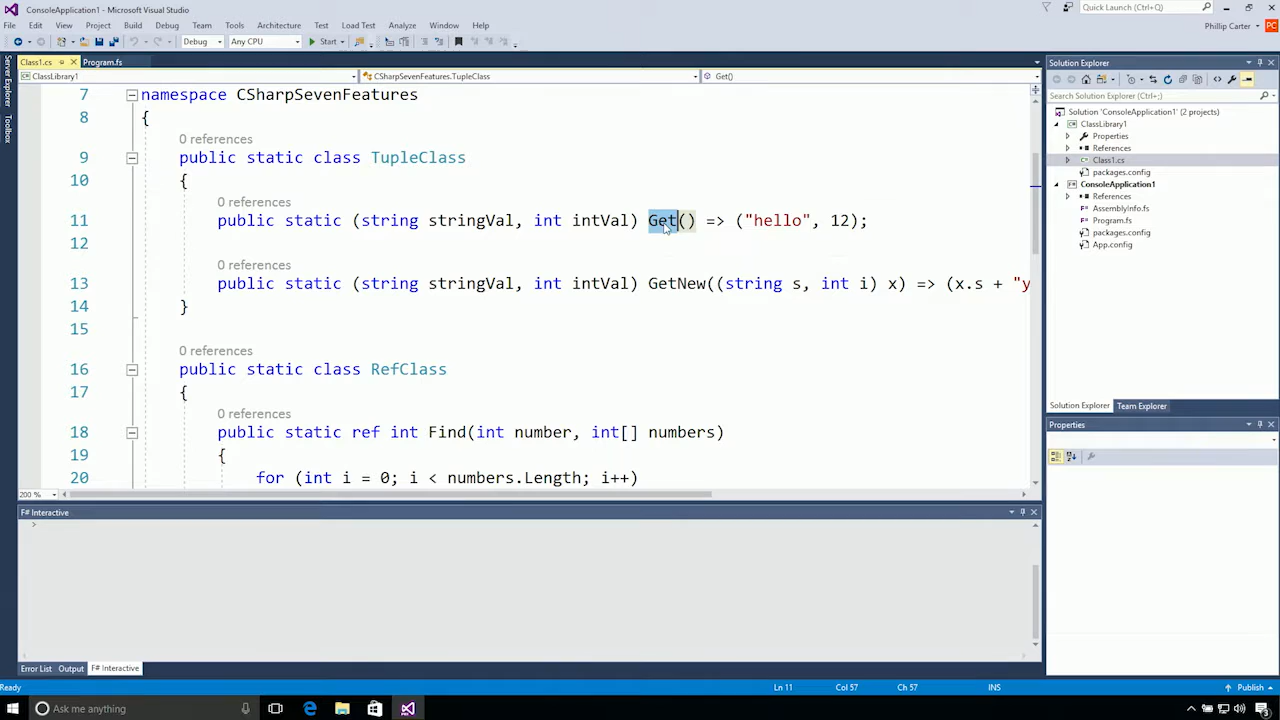 ConsoleApplication1 - Microsoft Visual Studio
Quick Launch (Ctrl+;)
File Edit View Project Build Debug Team Tools Architecture Test Load Test Analyze Window Help
Phillip Carter PC
Debug Any CPU Start
Server Explorer
Toolbox
Class1.cs Program.fs
ClassLibrary1 CSharpSevenFeatures.TupleClass Get()
7 namespace CSharpSevenFeatures
8 {
0 references
9 public static class TupleClass
10 {
0 references
11 public static (string stringVal, int intVal) Get() => ("hello", 12);
12
0 references
13 public static (string stringVal, int intVal) GetNew((string s, int i) x) => (x.s + "y
14 }
15
0 references
16 public static class RefClass
17 {
0 references
18 public static ref int Find(int number, int[] numbers)
19 {
20 for (int i = 0; i < numbers.Length; i++)
200 %
Solution Explorer
Search Solution Explorer (Ctrl+;)
Solution 'ConsoleApplication1' (2 projects)
ClassLibrary1
Properties
References
Class1.cs
packages.config
ConsoleApplication1
References
AssemblyInfo.fs
Program.fs
packages.config
App.config
Solution Explorer Team Explorer
Properties
F# Interactive
>
Error List Output F# Interactive
Ready Ln 11 Col 57 Ch 57 INS Publish
Ask me anything
3